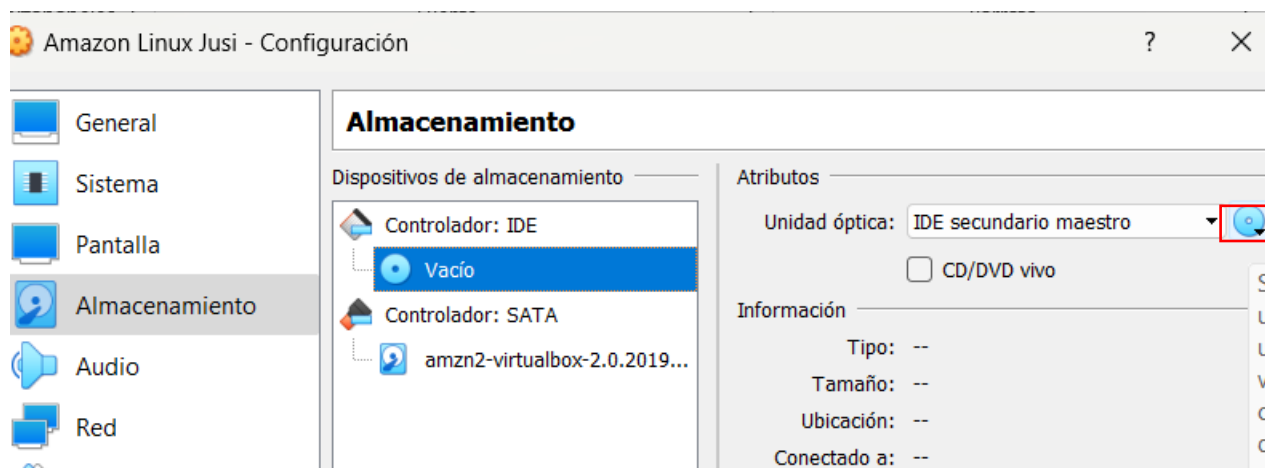 Amazon Linux Jusi - Configuración
?
General
Sistema
Pantalla
Almacenamiento
Audio
Red
Almacenamiento
Dispositivos de almacenamiento
Controlador: IDE
Vacío
Controlador: SATA
amzn2-virtualbox-2.0.2019...
Atributos
Unidad óptica: IDE secundario maestro
CD/DVD vivo
Información
Tipo: --
Tamaño: --
Ubicación: --
Conectado a: --